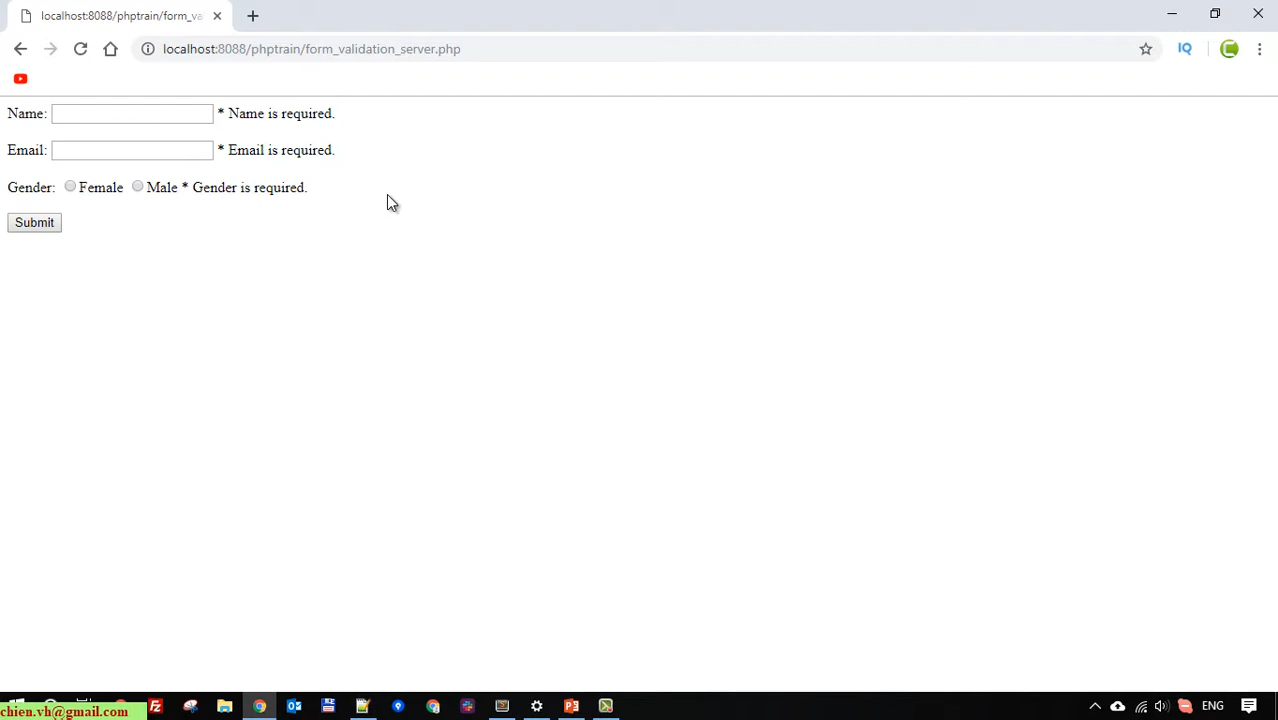 localhost:8088/phptrain/form_va
localhost:8088/phptrain/form_validation_server.php
IQ
Name: * Name is required.
Email: * Email is required.
Gender: Female Male * Gender is required.
Submit
ENG
chien.vh@gmail.com